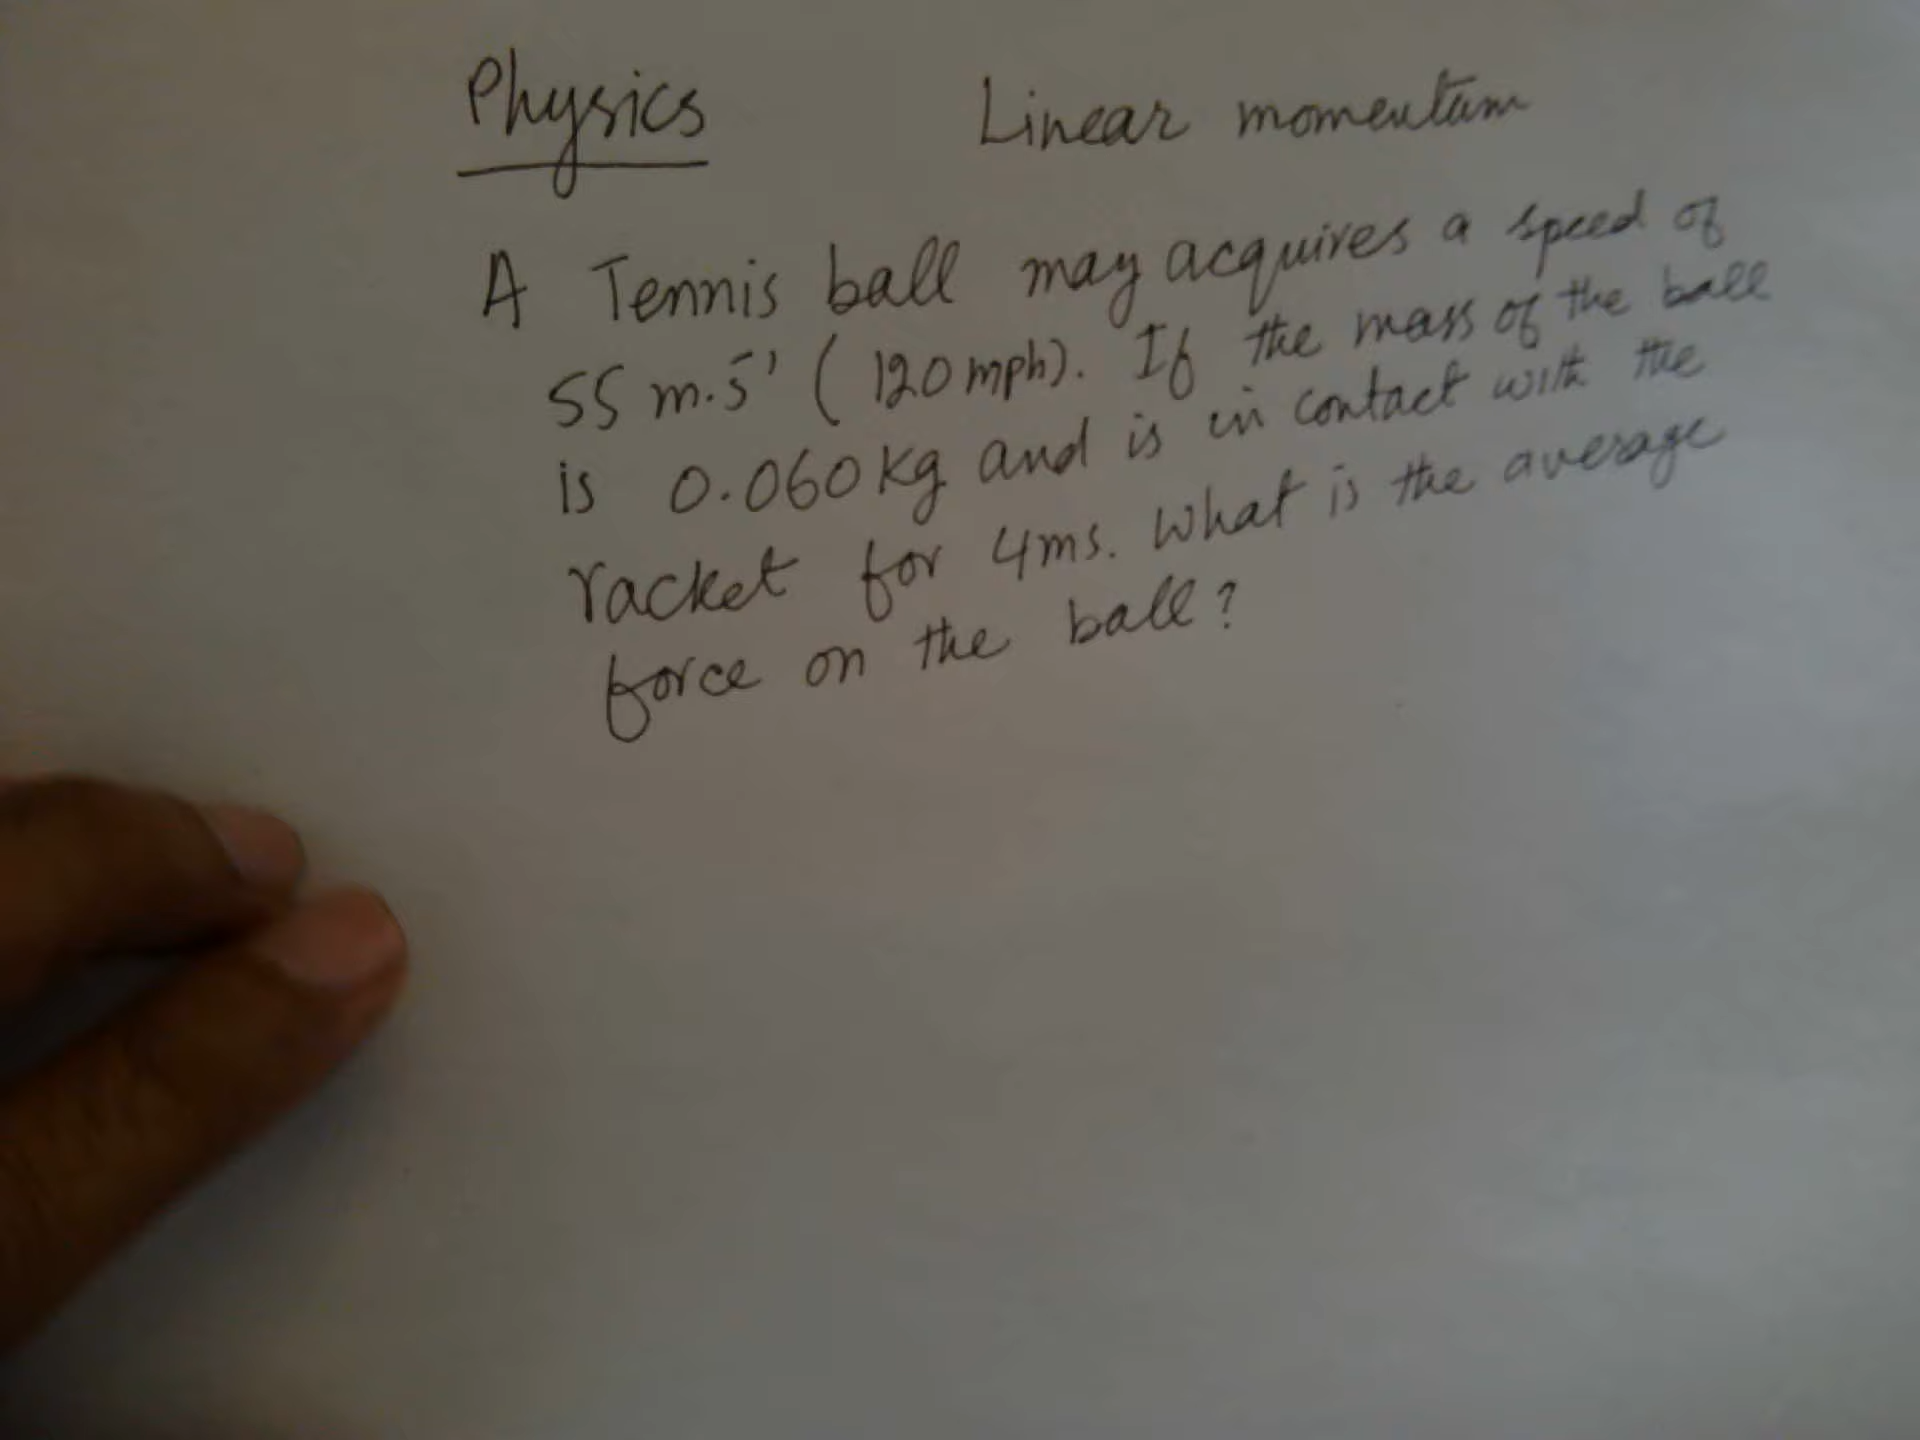 Physics Linear momentum
A Tennis ball may acquires a speed of
55 m.s⁻¹ (120 mph). If the mass of the ball
is 0.060 kg and is in contact with the
racket for 4ms. What is the average
force on the ball?